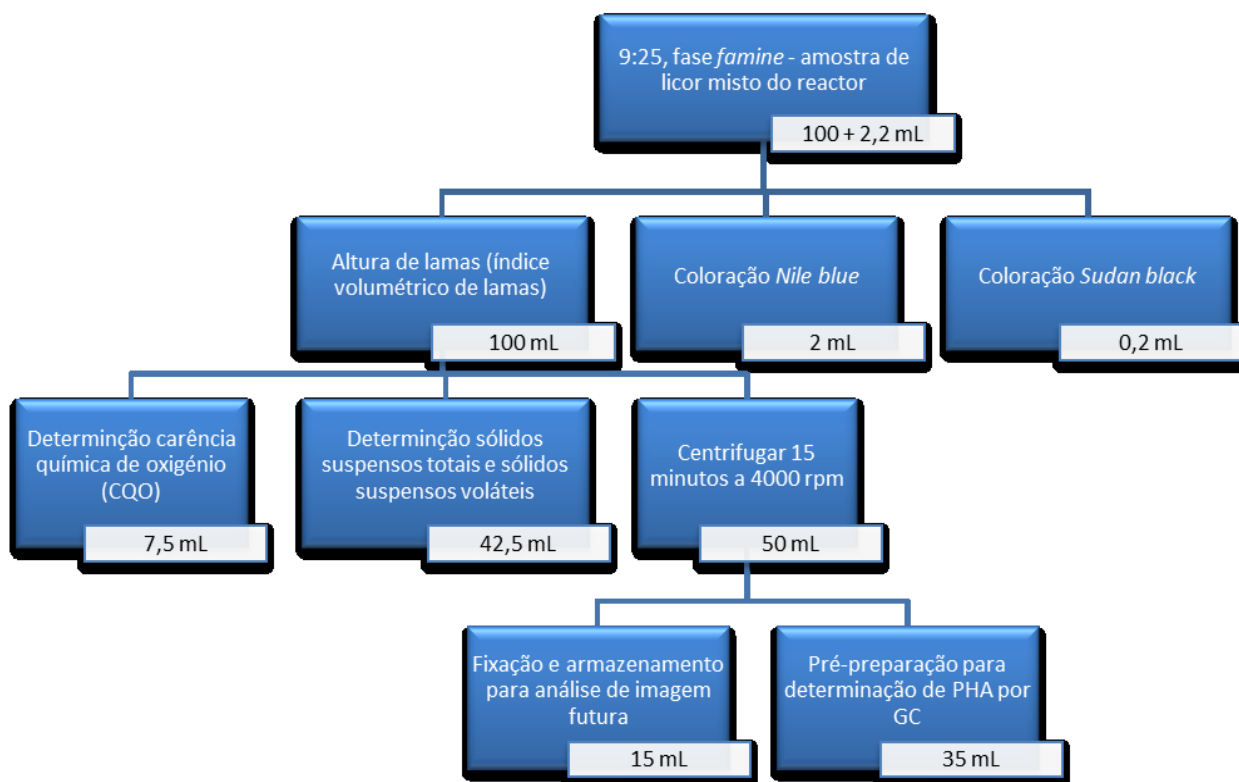 9:25, fase famine - amostra de
licor misto do reactor
100 + 2,2 mL
Altura de lamas (índice
volumétrico de lamas)
100 mL
Coloração Nile blue
2 mL
Coloração Sudan black
0,2 mL
Determinção carência
química de oxigénio
(CQO)
7,5 mL
Determinção sólidos
suspensos totais e sólidos
suspensos voláteis
42,5 mL
Centrifugar 15
minutos a 4000 rpm
50 mL
Fixação e armazenamento
para análise de imagem
futura
15 mL
Pré-preparação para
determinação de PHA por
GC
35 mL